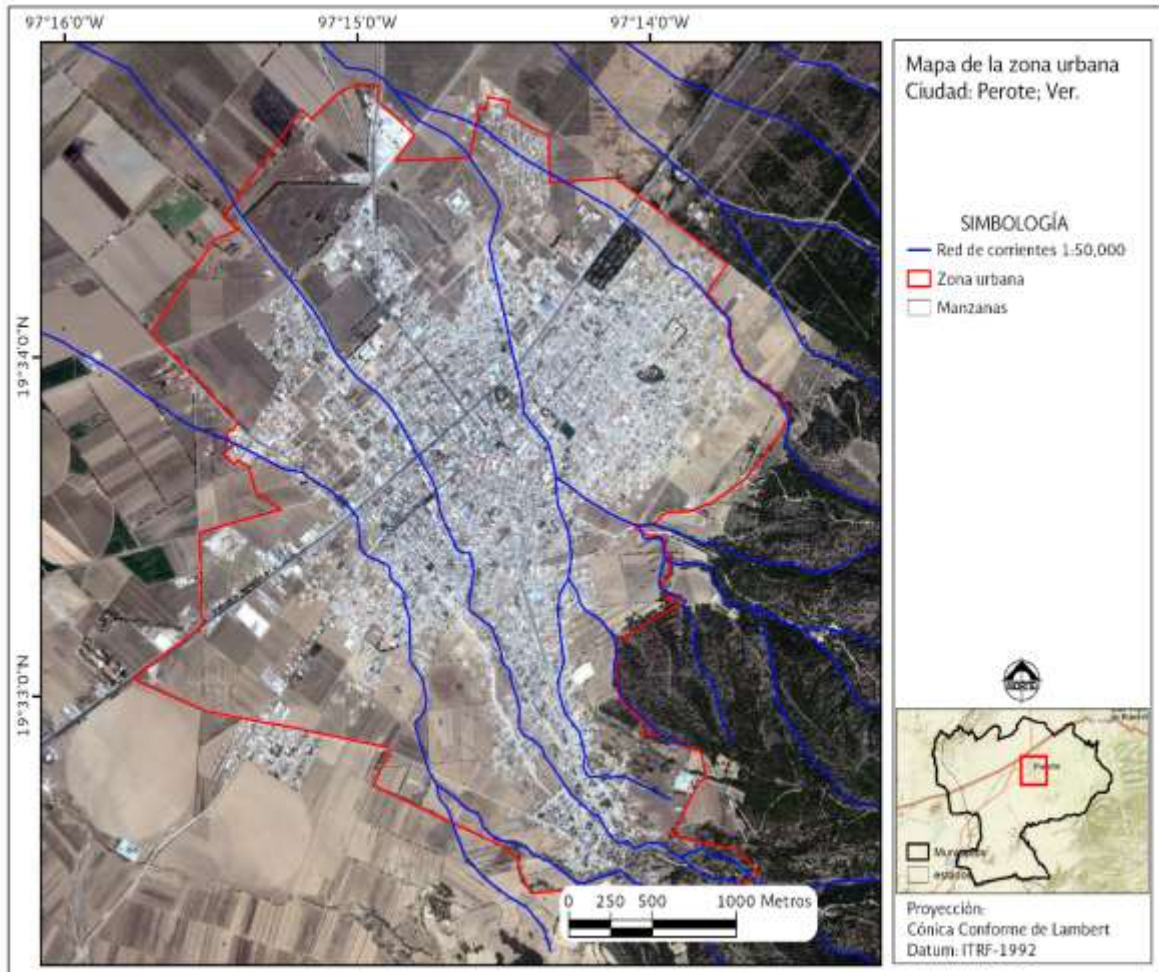 97°16'0"W
97°15'0"W
97°14'0"W
19°34'0"N
19°33'0"N
Mapa de la zona urbana
Ciudad: Perote; Ver.
SIMBOLOGÍA
Red de corrientes 1:50,000
Zona urbana
Manzanas
0 250 500 1000 Metros
Perote
Municipios
estados
Proyección:
Cónica Conforme de Lambert
Datum: ITRF-1992